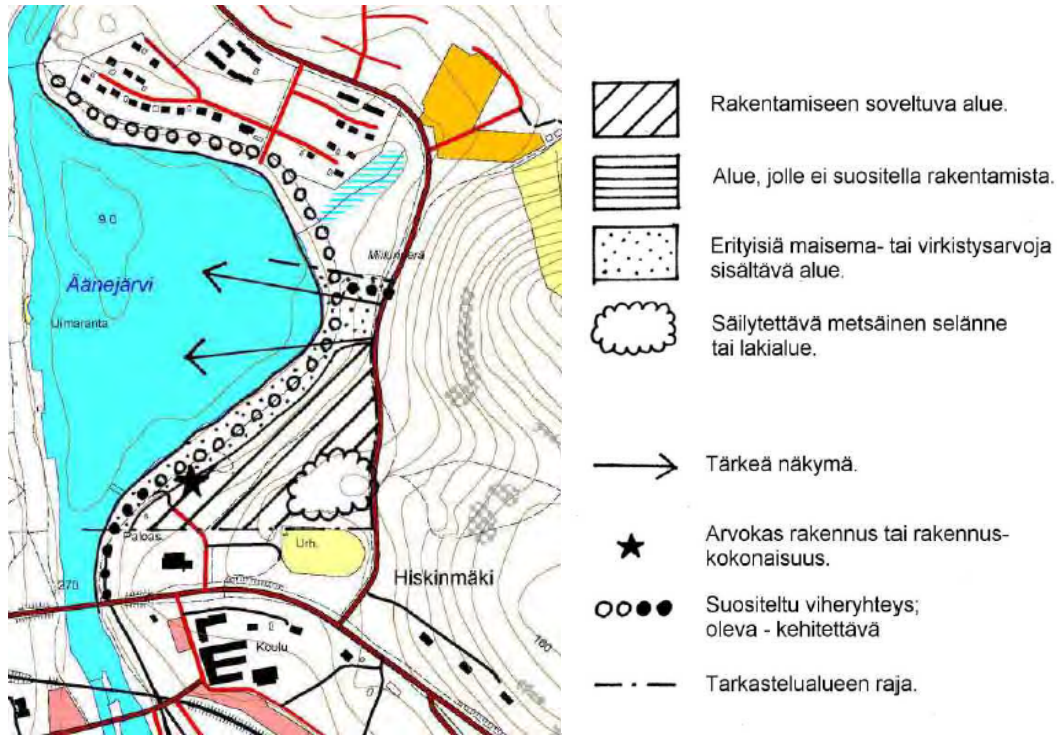 Äänejärvi
9.0
Uimaranta
Paloas.
Urh.
Hiskinmäki
270
Koulu
160
Rakentamiseen soveltuva alue.
Alue, jolle ei suositella rakentamista.
Erityisiä maisema- tai virkistysarvoja
sisältävä alue.
Säilytettävä metsäinen selänne
tai lakialue.
Tärkeä näkymä.
Arvokas rakennus tai rakennus-
kokonaisuus.
Suositeltu viheryhteys;
oleva - kehitettävä
Tarkastelualueen raja.